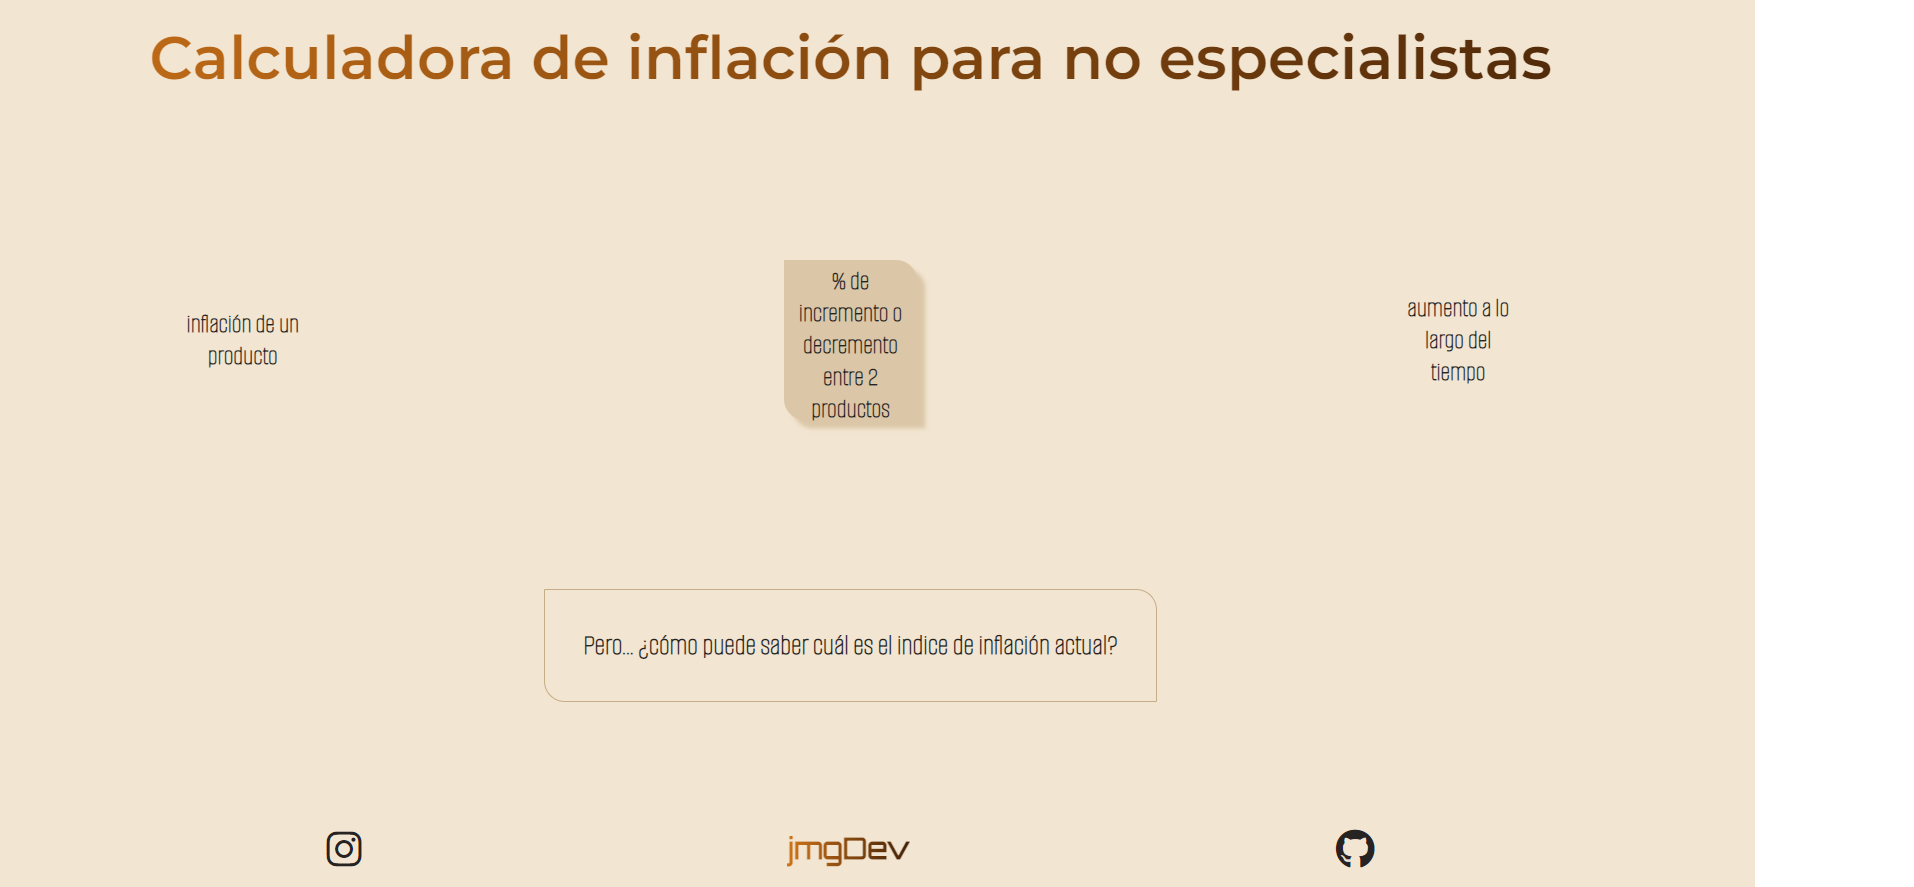 Calculadora de inflación para no especialistas
inflación de un
producto
% de
incremento o
decremento
entre 2
productos
aumento a lo
largo del
tiempo
Pero... ¿cómo puede saber cuál es el indice de inflación actual?
jmgDev